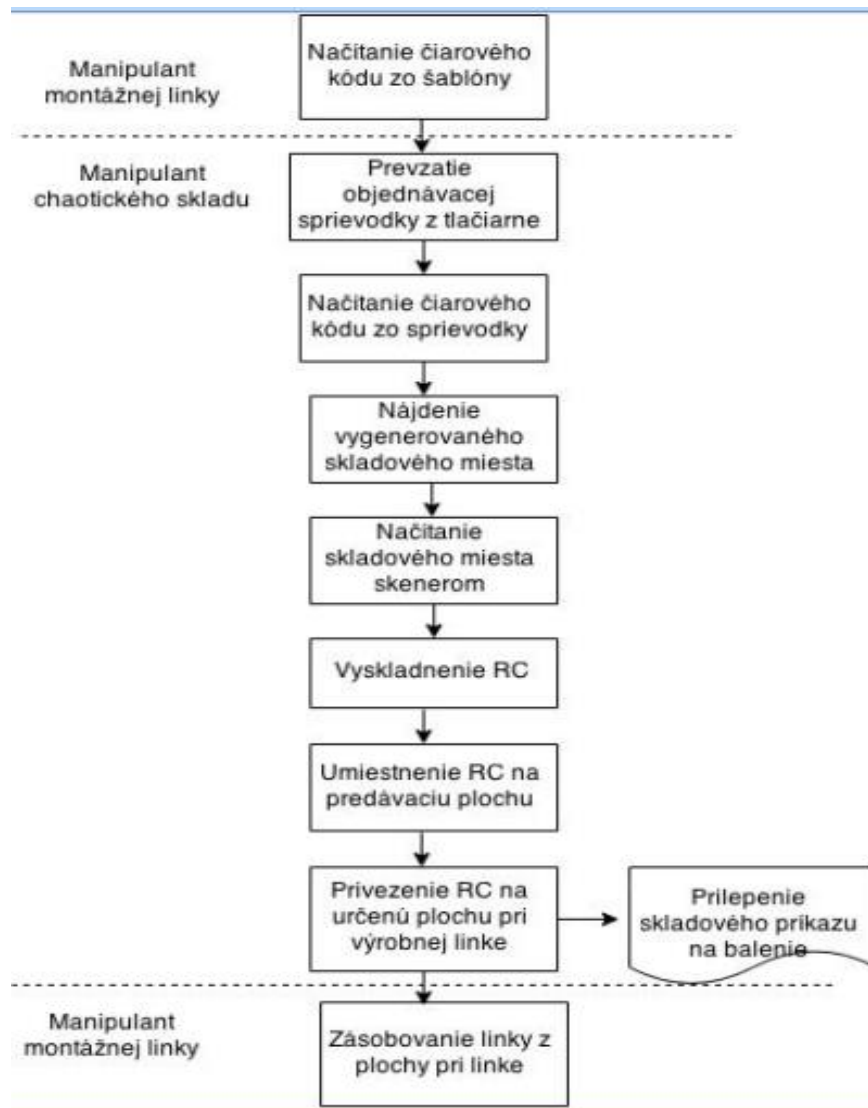 Manipulant
montážnej linky
Načítanie čiarového
kódu zo šablóny
Manipulant
chaotického skladu
Prevzatie
objednávacej
sprievodky z tlačiarne
Načítanie čiarového
kódu zo sprievodky
Nájdenie
vygenerovaného
skladového miesta
Načítanie
skladového miesta
skenerom
Vyskladnenie RC
Umiestnenie RC na
predávaciu plochu
Privezenie RC na
určenú plochu pri
výrobnej linke
Prilepenie
skladového príkazu
na balenie
Manipulant
montážnej linky
Zásobovanie linky z
plochy pri linke